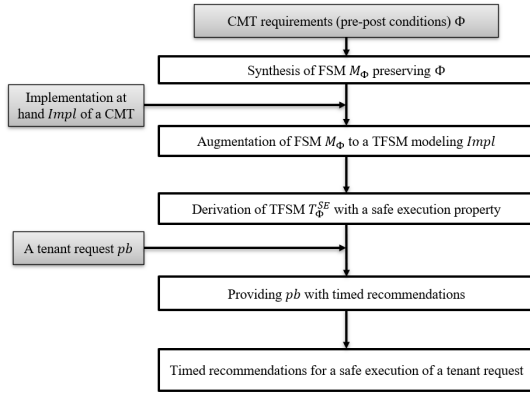 CMT requirements (pre-post conditions) Φ
Synthesis of FSM M_Φ preserving Φ
Implementation at
hand Impl of a CMT
Augmentation of FSM M_Φ to a TFSM modeling Impl
Derivation of TFSM T_Φ^SE with a safe execution property
A tenant request pb
Providing pb with timed recommendations
Timed recommendations for a safe execution of a tenant request